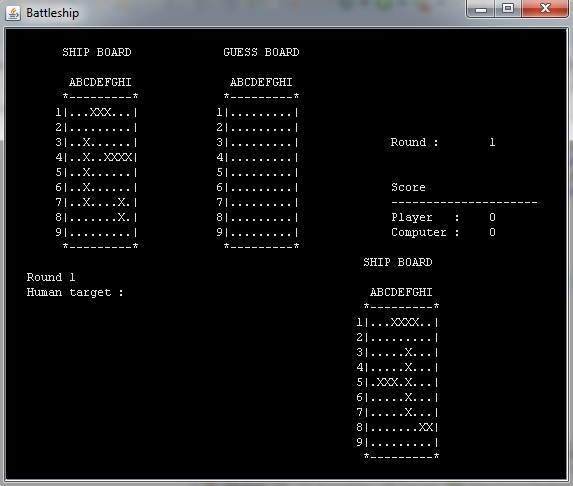 Battleship
SHIP BOARD
ABCDEFGHI
*---------*
1|...XXX...|
2|.........|
3|..X......|
4|..X..XXXX|
5|..X......|
6|..X......|
7|..X....X.|
8|.......X.|
9|.........|
*---------*
GUESS BOARD
ABCDEFGHI
*---------*
1|.........|
2|.........|
3|.........|
4|.........|
5|.........|
6|.........|
7|.........|
8|.........|
9|.........|
*---------*
Round : 1
Score
---------------------
Player : 0
Computer : 0
Round 1
Human target :
SHIP BOARD
ABCDEFGHI
*---------*
1|...XXXX..|
2|.........|
3|.....X...|
4|.....X...|
5|.XXX.X...|
6|.....X...|
7|.....X...|
8|.......XX|
9|.........|
*---------*